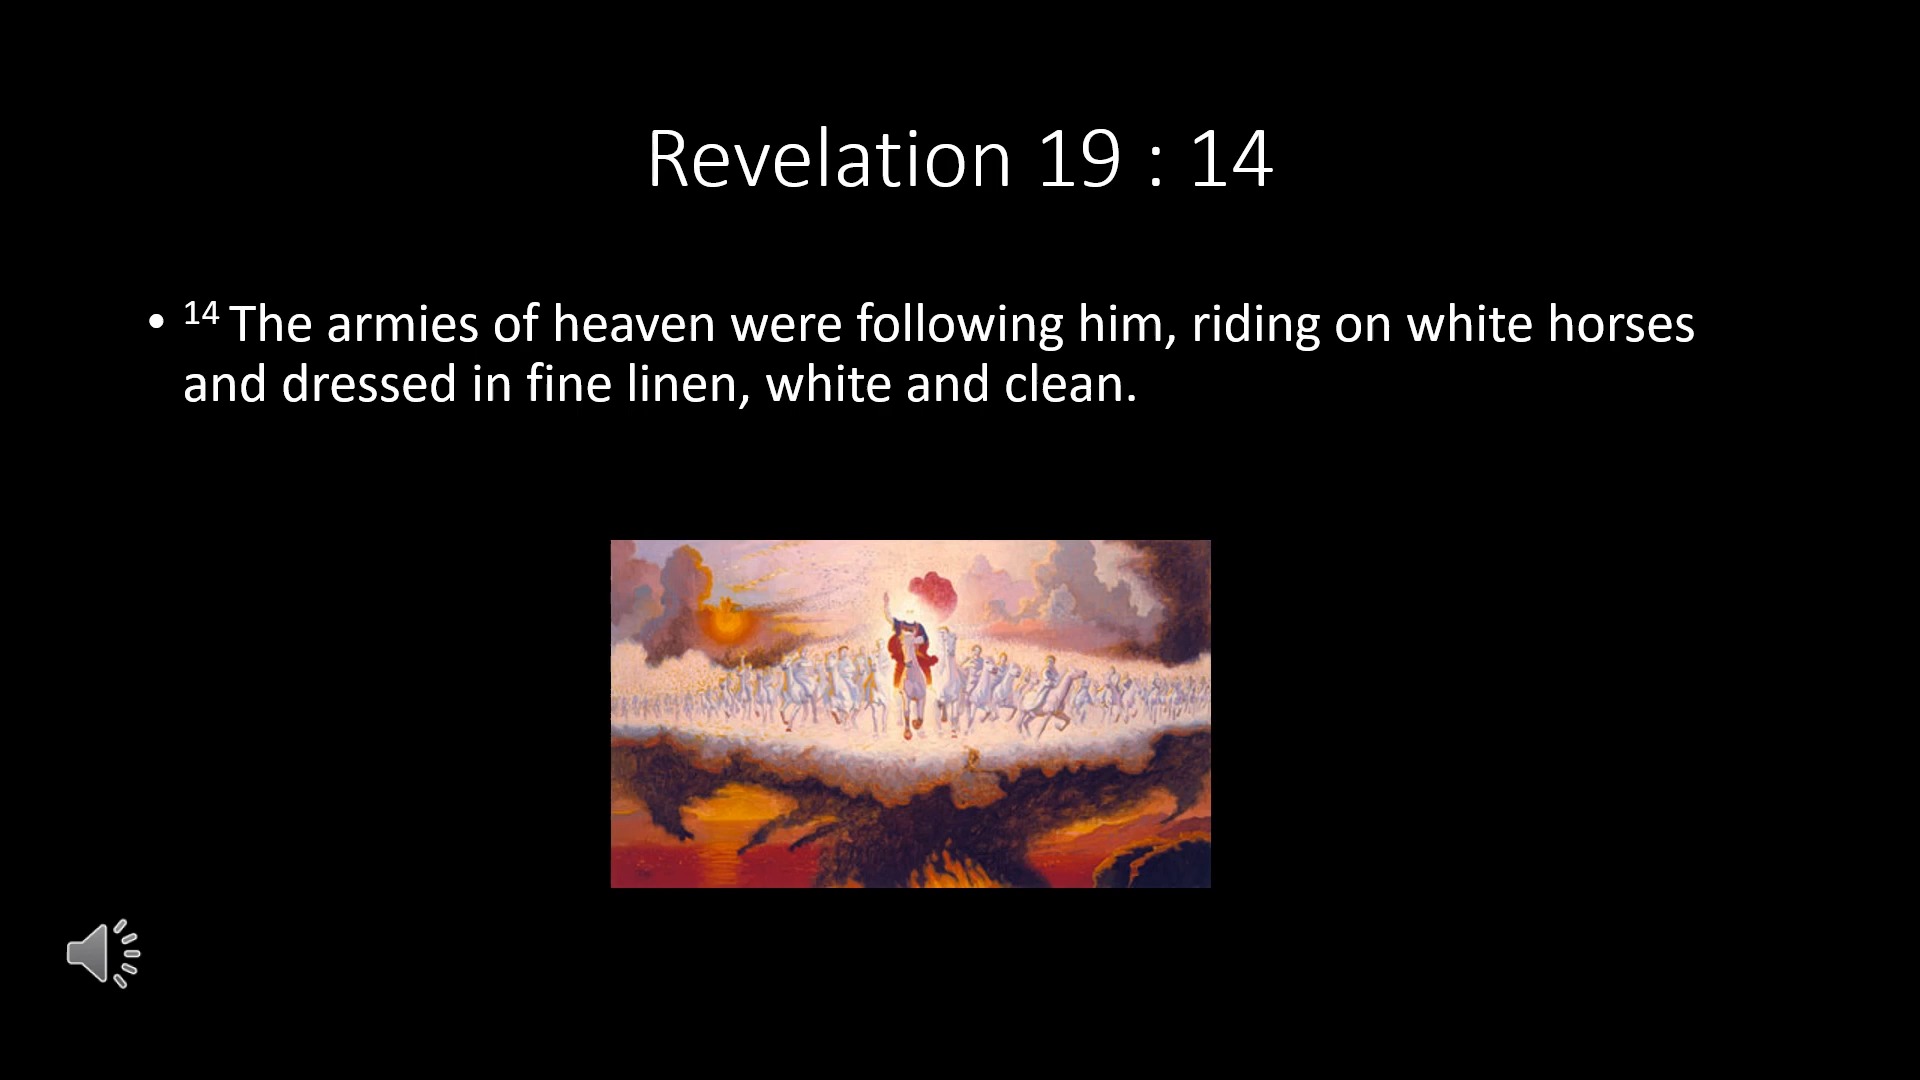 Revelation 19 : 14
• 14 The armies of heaven were following him, riding on white horses
and dressed in fine linen, white and clean.